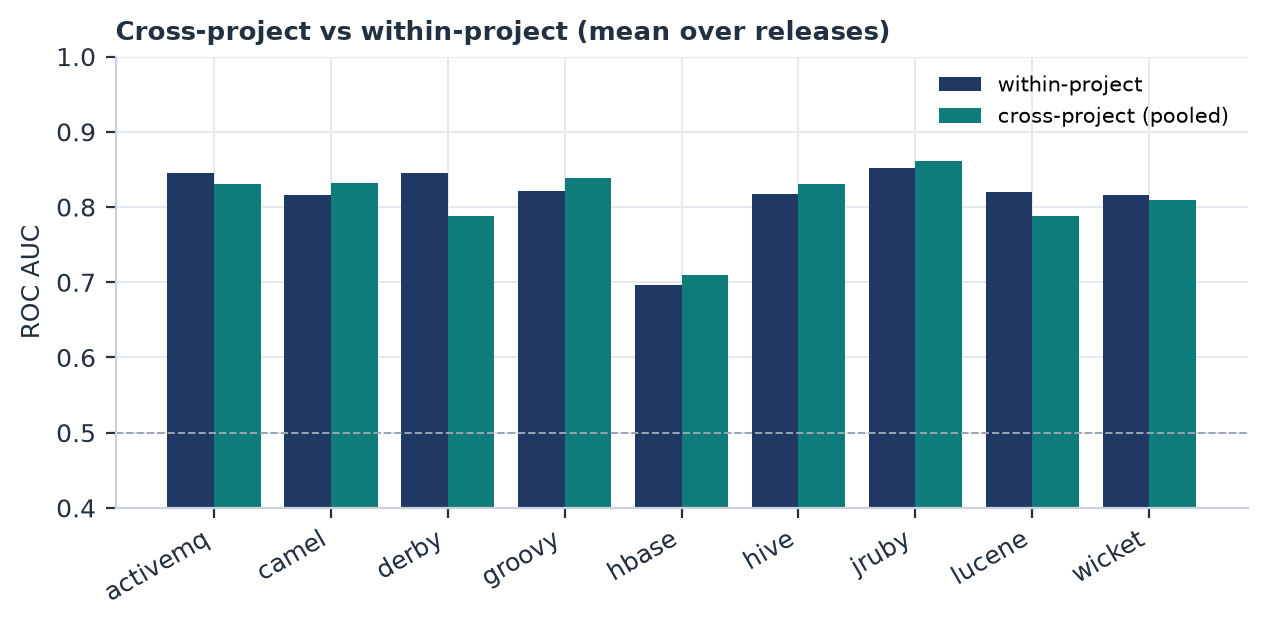 Cross-project vs within-project (mean over releases)
within-project
cross-project (pooled)
ROC AUC
1.0
0.9
0.8
0.7
0.6
0.5
0.4
activemq
camel
derby
groovy
hbase
hive
jruby
lucene
wicket